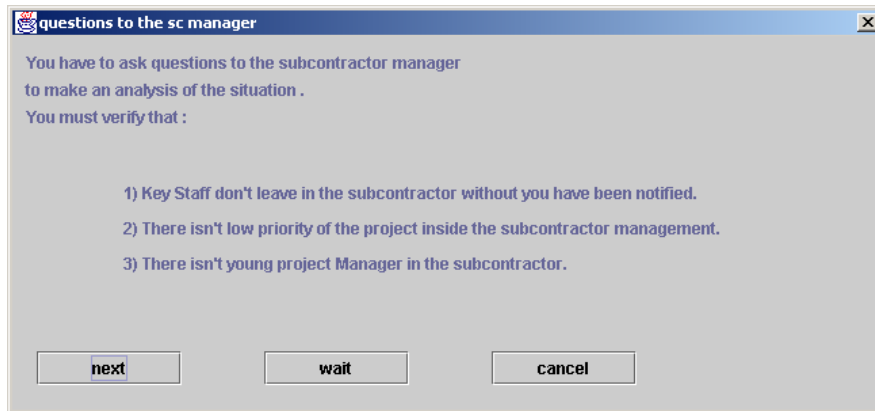 questions to the sc manager
You have to ask questions to the subcontractor manager
to make an analysis of the situation .
You must verify that :
1) Key Staff don't leave in the subcontractor without you have been notified.
2) There isn't low priority of the project inside the subcontractor management.
3) There isn't young project Manager in the subcontractor.
next wait cancel